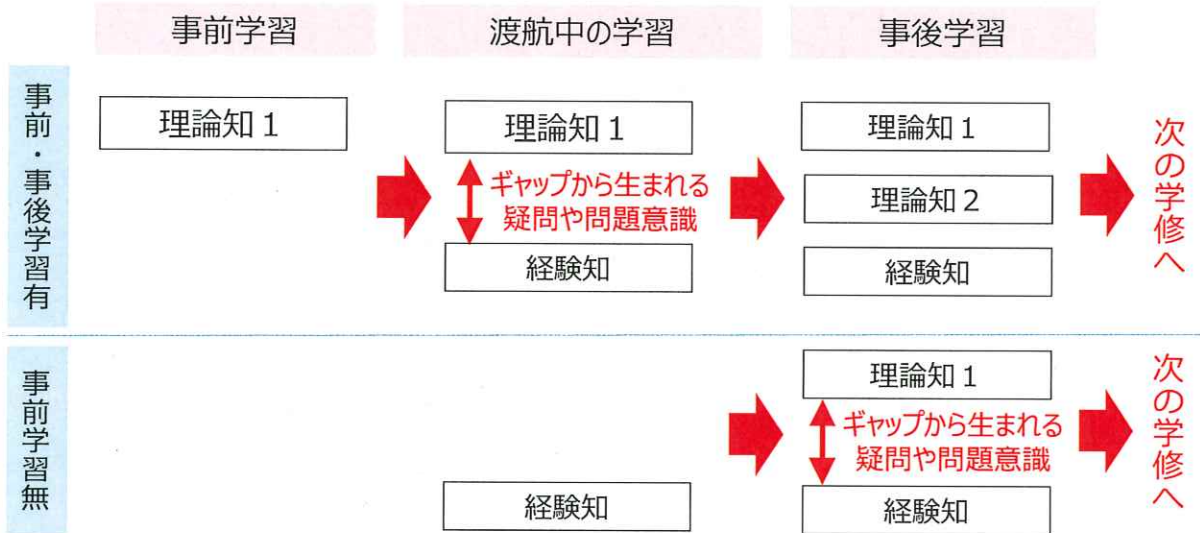 事前学習
渡航中の学習
事後学習
事前・事後学習有
理論知1
理論知1
ギャップから生まれる
疑問や問題意識
経験知
理論知1
理論知2
経験知
次の学修へ
事前学習無
経験知
理論知1
ギャップから生まれる
疑問や問題意識
経験知
次の学修へ